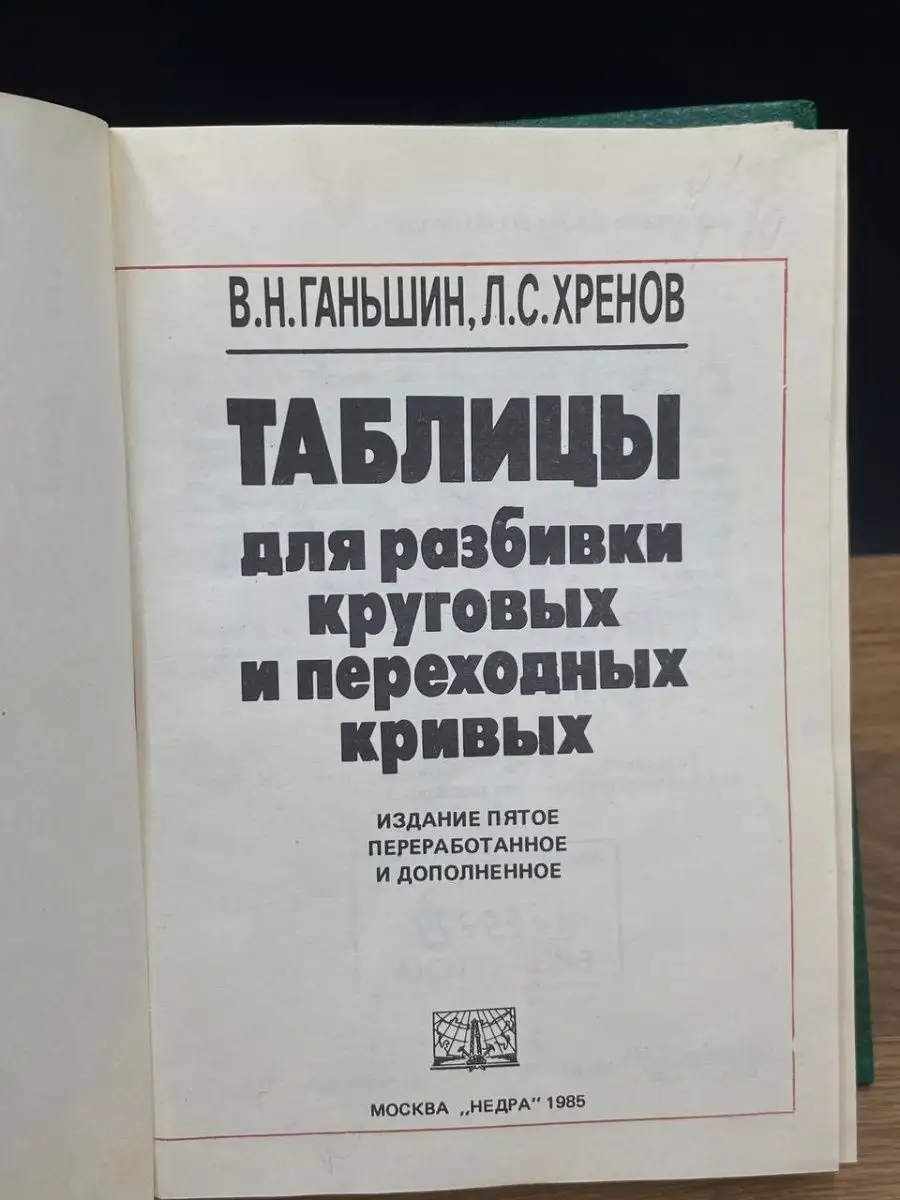 В.Н.ГАНЬШИН, Л.С.ХРЕНОВ
ТАБЛИЦЫ
для разбивки
круговых
и переходных
кривых
ИЗДАНИЕ ПЯТОЕ
ПЕРЕРАБОТАННОЕ
И ДОПОЛНЕННОЕ
МОСКВА „НЕДРА" 1985